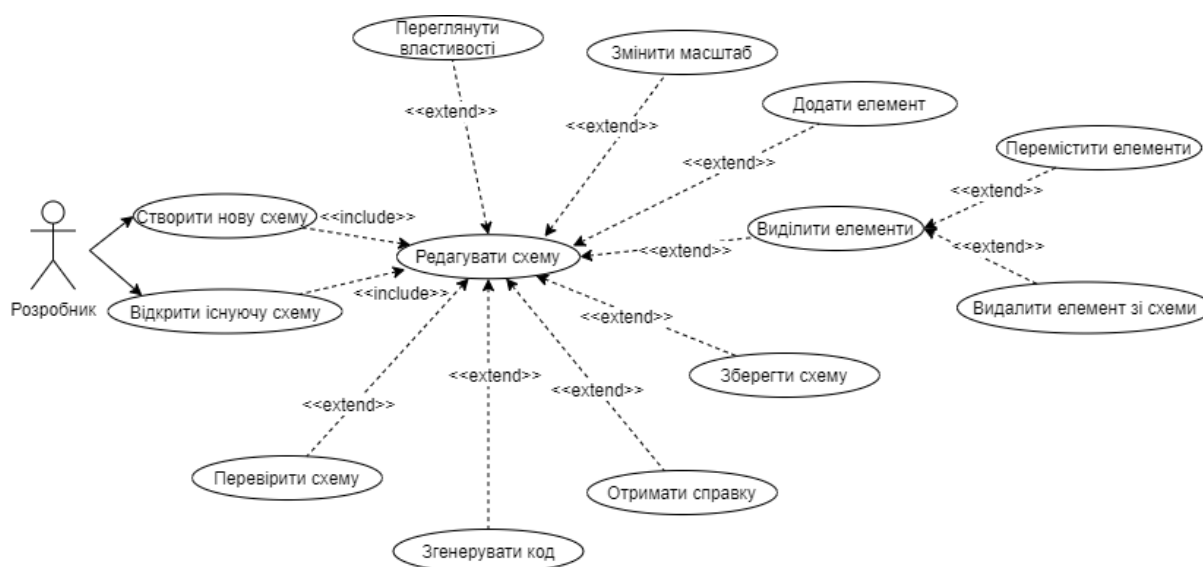 Переглянути
властивості
Змінити масштаб
<<extend>>
<<extend>>
Додати елемент
<<extend>>
Перемістити елементи
<<extend>>
Створити нову схему
<<include>>
Виділити елементи
Редагувати схему
<<extend>>
<<extend>>
Розробник
Відкрити існуючу схему
<<include>>
Видалити елемент зі схеми
<<extend>>
Зберегти схему
<<extend>>
<<extend>>
<<extend>>
Перевірити схему
Отримати справку
Згенерувати код